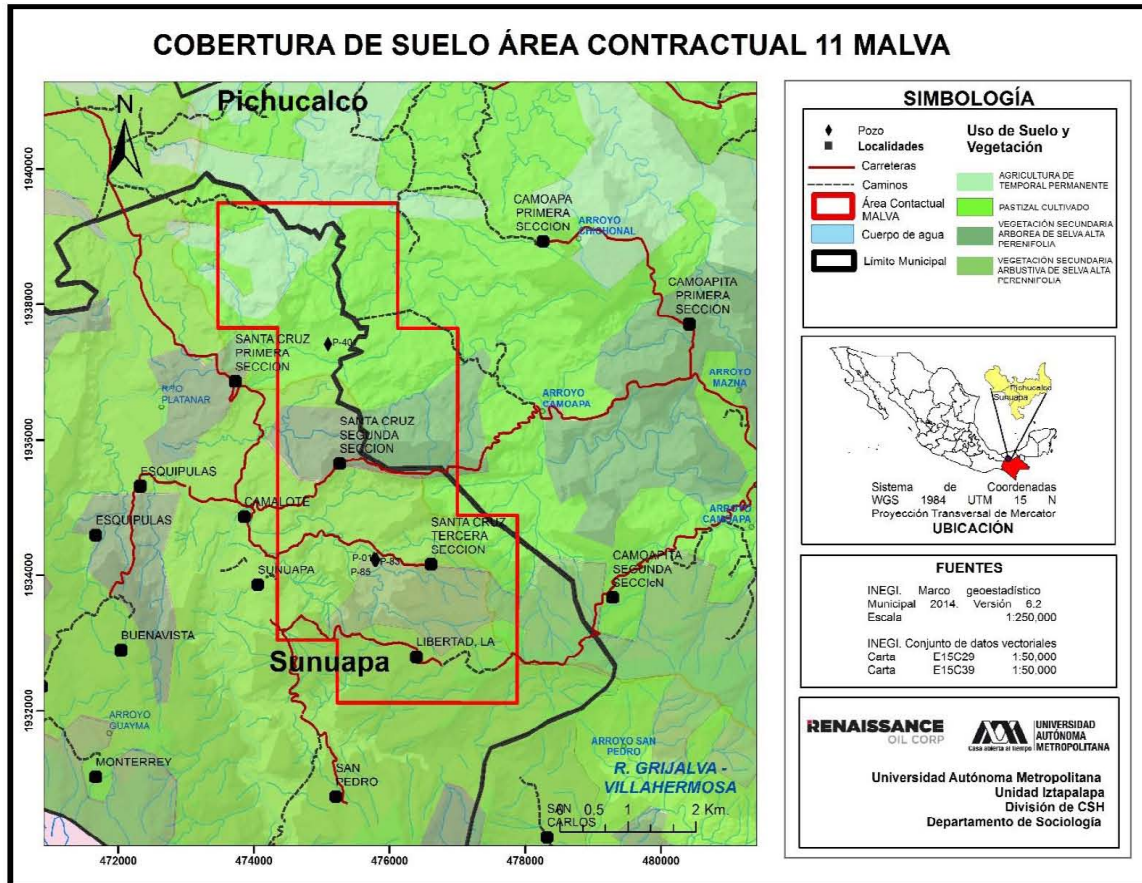 COBERTURA DE SUELO ÁREA CONTRACTUAL 11 MALVA
Pichucalco
N
1940000
1938000
1936000
1934000
1932000
CAMOAPA
PRIMERA
SECCION
ARROYO
CAMOAPITA
PRIMERA
SECCION
SANTA CRUZ
PRIMERA
SECCION
P-40
PLATANAR
ARROYO
MAZNA
ARROYO
CAMOAPA
SANTA CRUZ
SEGUNDA
SECCION
ESQUIPULAS
CAMALOTE
ESQUIPULAS
ARROYO
CAMOAPA
SANTA CRUZ
TERCERA
SECCION
P-01
P-83
P-85
SUNUAPA
CAMOAPITA
SEGUNDA
SECCIcN
BUENAVISTA
LIBERTAD, LA
Sunuapa
ARROYO
GUAYMA
ARROYO SAN
PEDRO
MONTERREY
SAN
PEDRO
R. GRIJALVA -
VILLAHERMOSA
SAN
CARLOS
0 0.5 1 2 Km.
472000 474000 476000 478000 480000
SIMBOLOGÍA
Pozo
Localidades
Carreteras
Caminos
Área Contactual
MALVA
Cuerpo de agua
Límite Municipal
Uso de Suelo y
Vegetación
AGRICULTURA DE
TEMPORAL PERMANENTE
PASTIZAL CULTIVADO
VEGETACIÓN SECUNDARIA
ARBOREA DE SELVA ALTA
PERENIFOLIA
VEGETACIÓN SECUNDARIA
ARBUSTIVA DE SELVA ALTA
PERENNIFOLIA
Pichucalco
Sunuapa
Sistema de Coordenadas
WGS 1984 UTM 15 N
Proyección Transversal de Mercator
UBICACIÓN
FUENTES
INEGI. Marco geoestadístico
Municipal 2014. Versión 6.2
Escala 1:250,000
INEGI. Conjunto de datos vectoriales
Carta E15C29 1:50,000
Carta E15C39 1:50,000
RENAISSANCE
OIL CORP
Casa abierta al tiempo
UNIVERSIDAD
AUTÓNOMA
METROPOLITANA
Universidad Autónoma Metropolitana
Unidad Iztapalapa
División de CSH
Departamento de Sociología